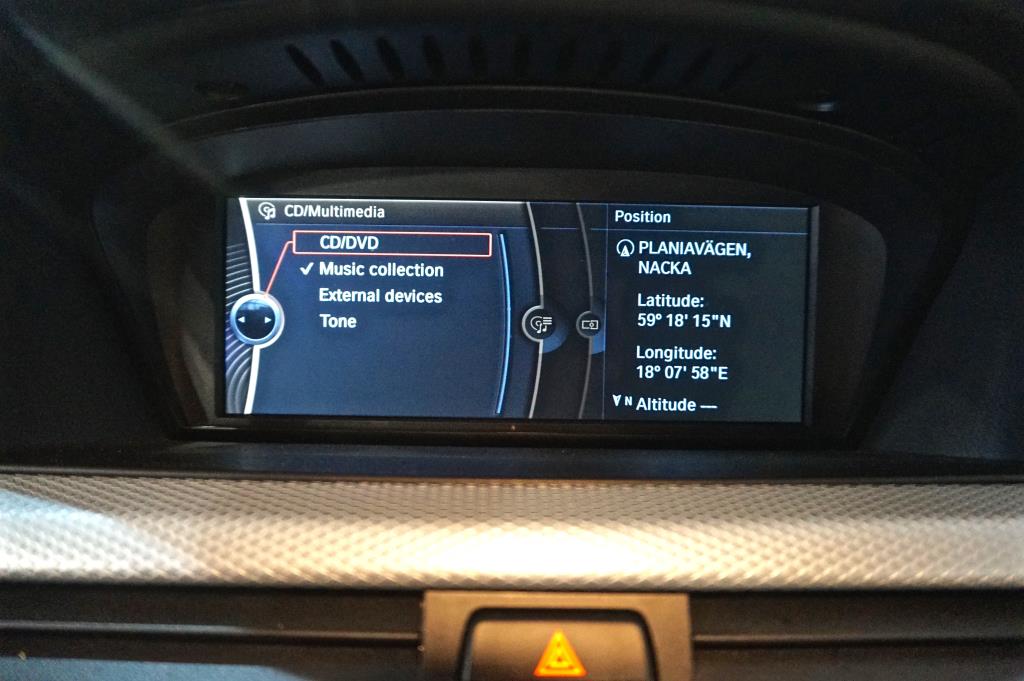 CD/Multimedia
CD/DVD
Music collection
External devices
Tone
Position
PLANIAVÄGEN,
NACKA
Latitude:
59° 18' 15"N
Longitude:
18° 07' 58"E
N Altitude —